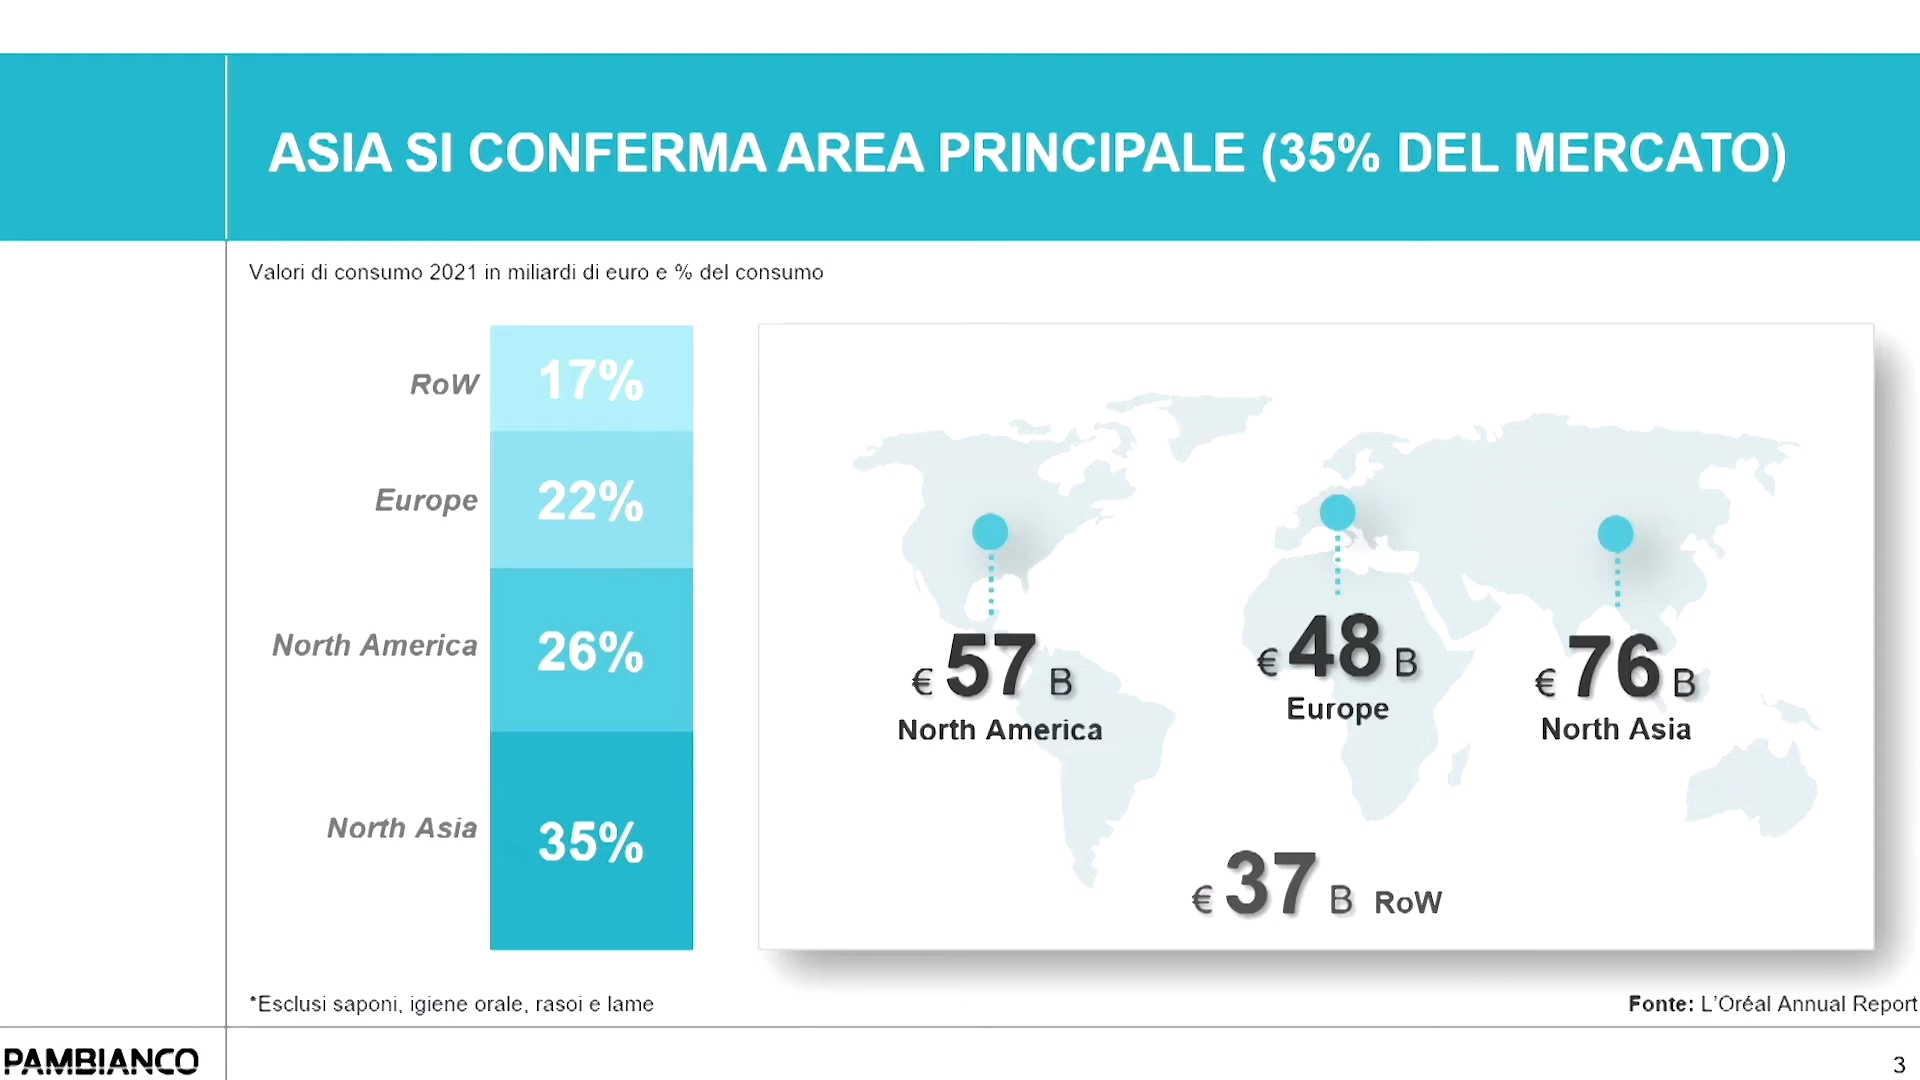 ASIA SI CONFERMA AREA PRINCIPALE (35% DEL MERCATO)
Valori di consumo 2021 in miliardi di euro e % del consumo
RoW 17%
Europe 22%
North America 26%
North Asia 35%
€ 57 B
North America
€ 48 B
Europe
€ 76 B
North Asia
€ 37 B RoW
*Esclusi saponi, igiene orale, rasoi e lame
Fonte: L'Oréal Annual Report
PAMBIANCO
3